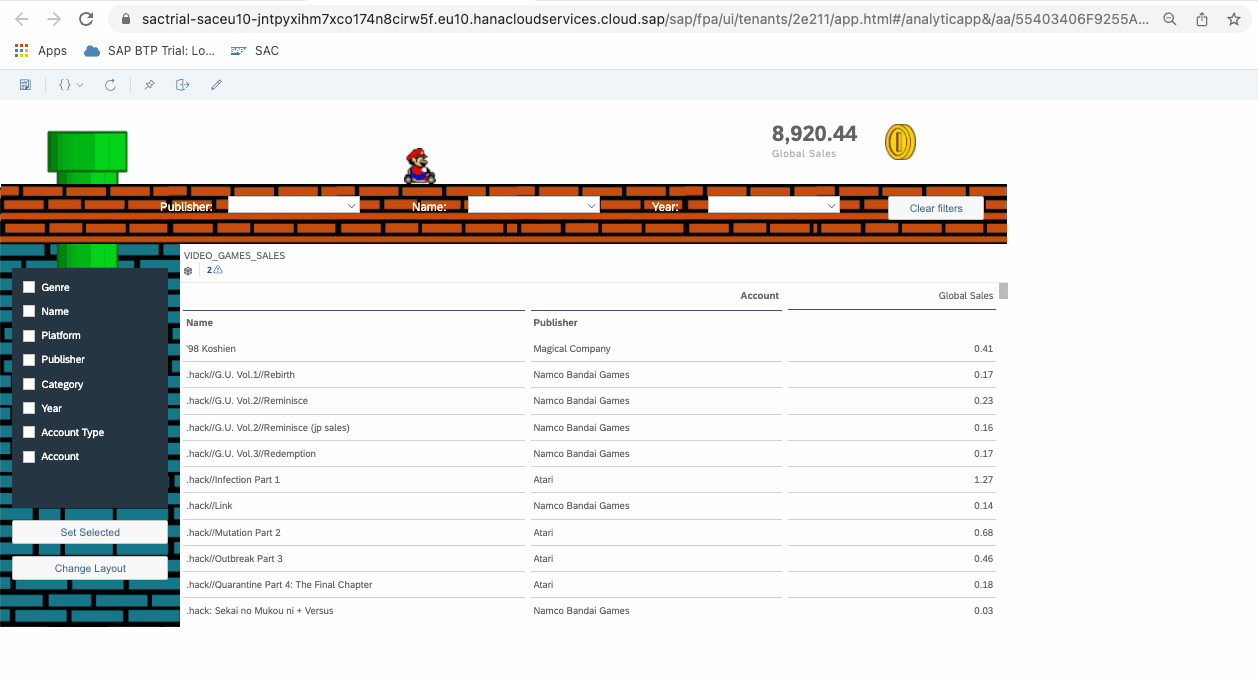 sactrial-saceu10-jntpyxihm7xco174n8cirw5f.eu10.hanacloudservices.cloud.sap/sap/fpa/ui/tenants/2e211/app.html#/analyticapp&/aa/55403406F9255A...
Apps SAP BTP Trial: Lo... SAC
8,920.44
Global Sales
Publisher: Name: Year: Clear filters
Genre
Name
Platform
Publisher
Category
Year
Account Type
Account
Set Selected
Change Layout
VIDEO_GAMES_SALES
2
Account Global Sales
Name Publisher
'98 Koshien Magical Company 0.41
.hack//G.U. Vol.1//Rebirth Namco Bandai Games 0.17
.hack//G.U. Vol.2//Reminisce Namco Bandai Games 0.23
.hack//G.U. Vol.2//Reminisce (jp sales) Namco Bandai Games 0.16
.hack//G.U. Vol.3//Redemption Namco Bandai Games 0.17
.hack//Infection Part 1 Atari 1.27
.hack//Link Namco Bandai Games 0.14
.hack//Mutation Part 2 Atari 0.68
.hack//Outbreak Part 3 Atari 0.46
.hack//Quarantine Part 4: The Final Chapter Atari 0.18
.hack: Sekai no Mukou ni + Versus Namco Bandai Games 0.03